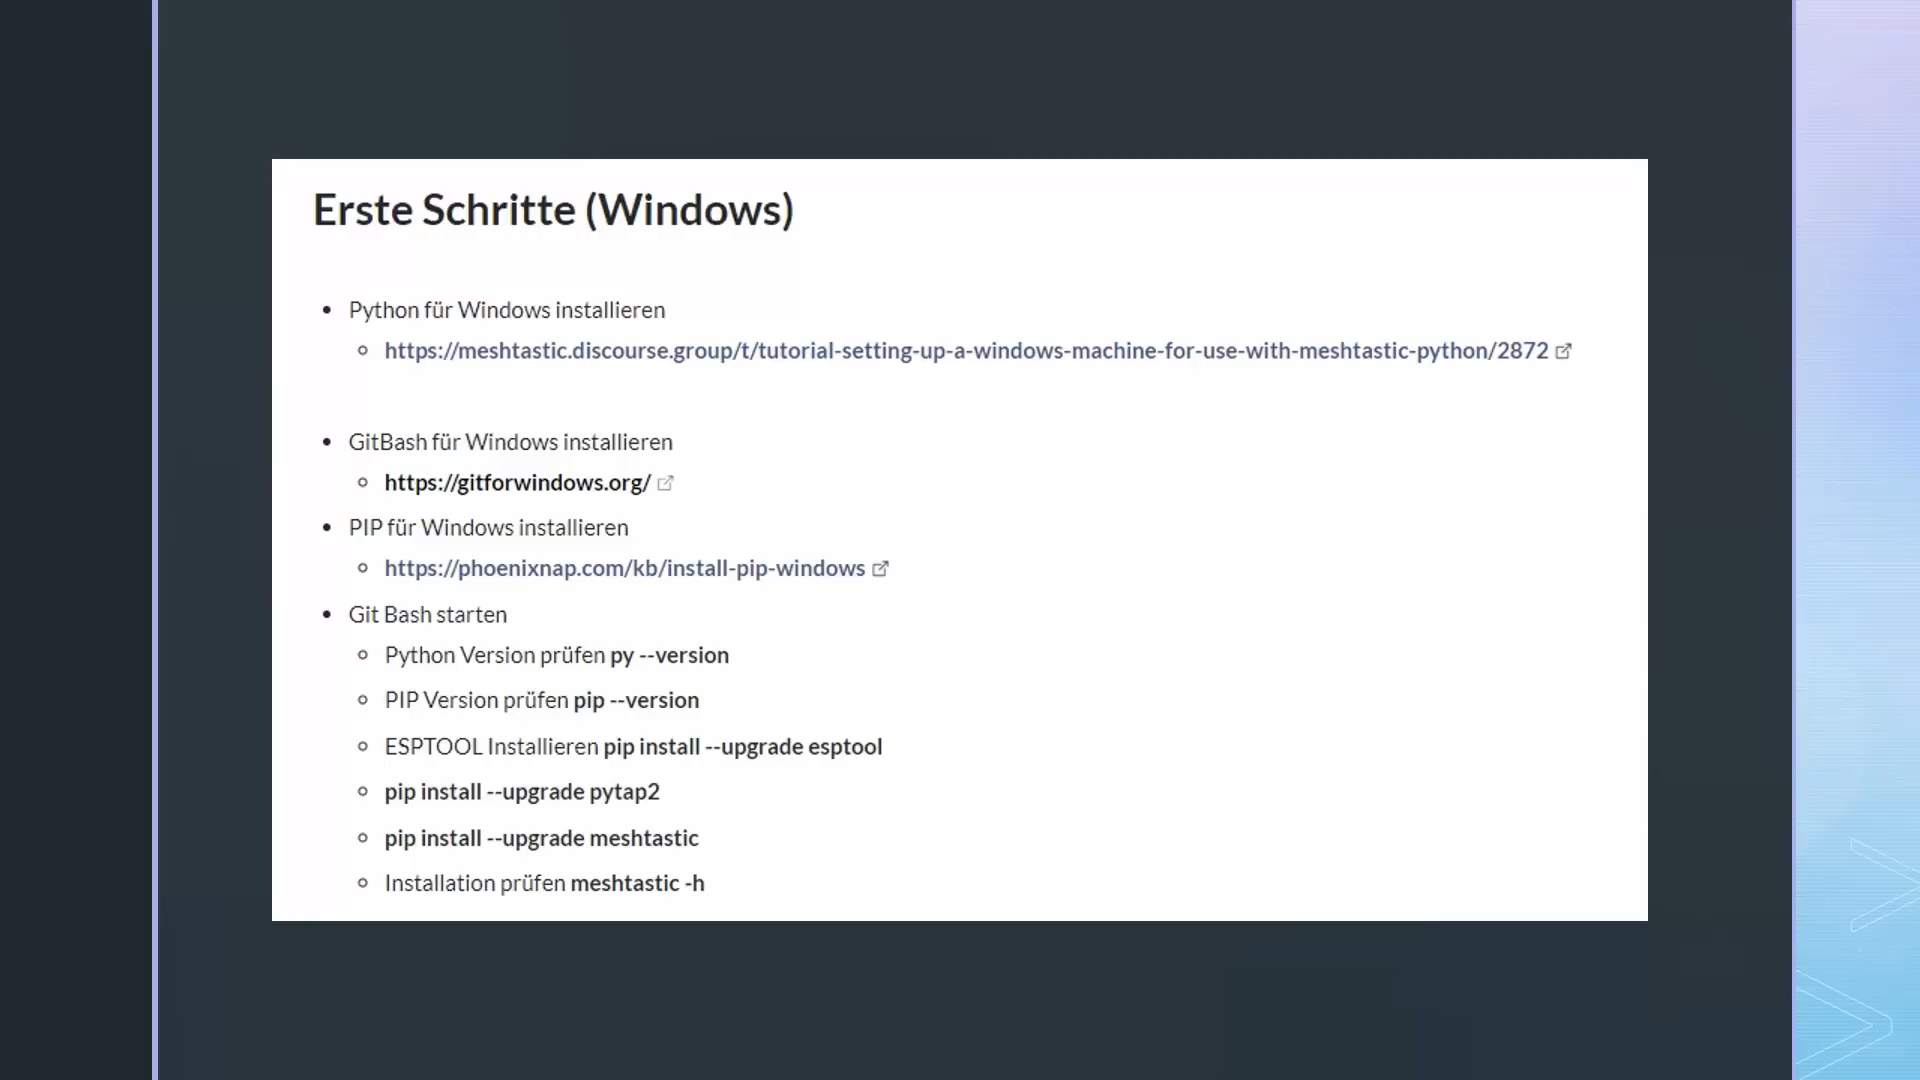 Erste Schritte (Windows)
Python für Windows installieren
https://meshtastic.discourse.group/t/tutorial-setting-up-a-windows-machine-for-use-with-meshtastic-python/2872
GitBash für Windows installieren
https://gitforwindows.org/
PIP für Windows installieren
https://phoenixnap.com/kb/install-pip-windows
Git Bash starten
Python Version prüfen py --version
PIP Version prüfen pip --version
ESPTOOL Installieren pip install --upgrade esptool
pip install --upgrade pytap2
pip install --upgrade meshtastic
Installation prüfen meshtastic -h